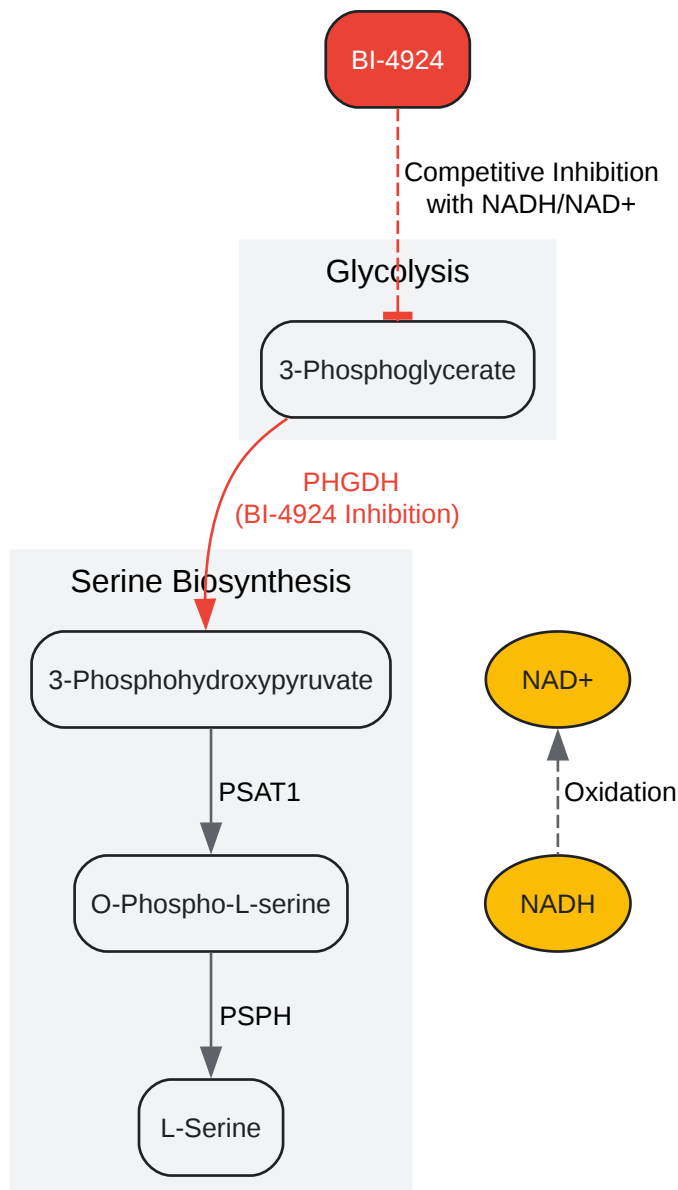 BI-4924
Competitive Inhibition
with NADH/NAD+
Glycolysis
3-Phosphoglycerate
PHGDH
(BI-4924 Inhibition)
Serine Biosynthesis
3-Phosphohydroxypyruvate
NAD+
PSAT1
Oxidation
O-Phospho-L-serine
NADH
PSPH
L-Serine